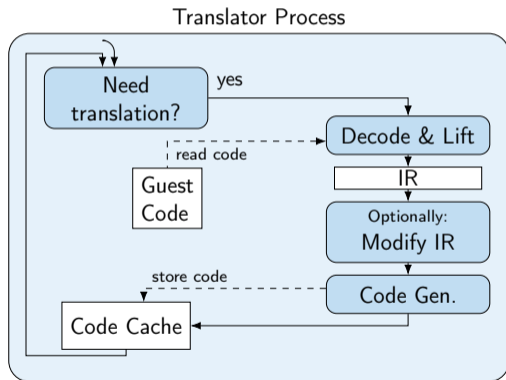 Translator Process
Need
translation?
yes
Decode & Lift
read code
IR
Guest
Code
Optionally:
Modify IR
store code
Code Gen.
Code Cache